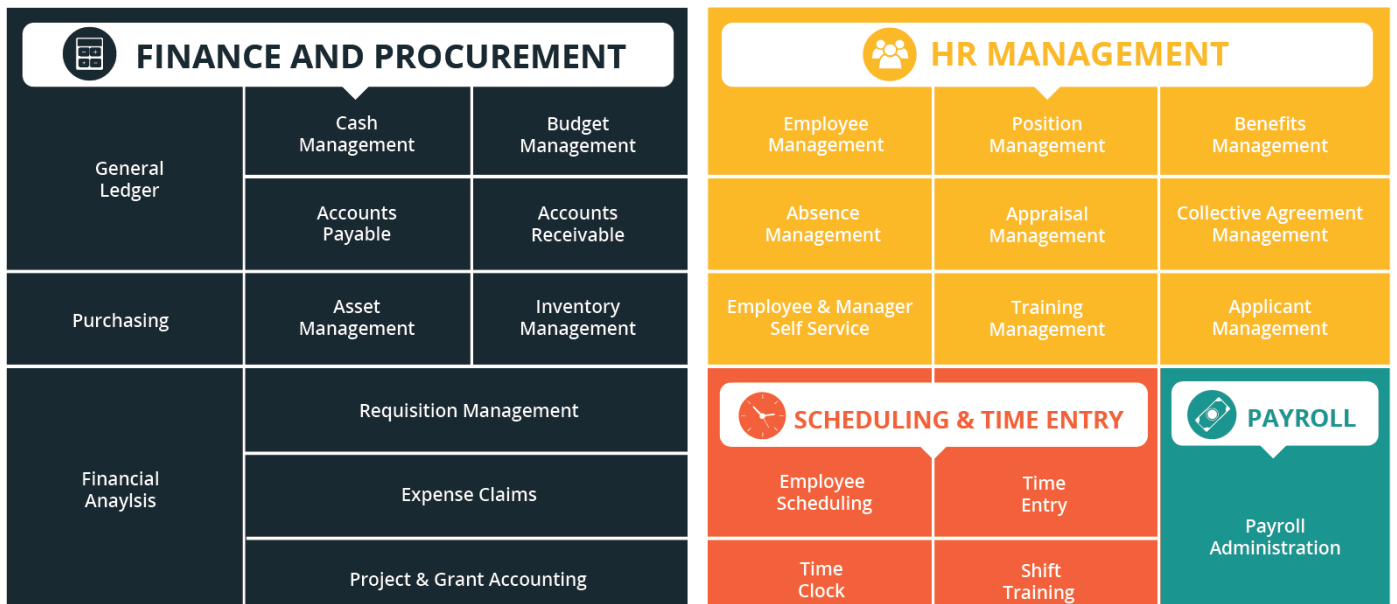 FINANCE AND PROCUREMENT
General
Ledger
Cash
Management
Budget
Management
Accounts
Payable
Accounts
Receivable
Purchasing
Asset
Management
Inventory
Management
Financial
Anaylsis
Requisition Management
Expense Claims
Project & Grant Accounting
HR MANAGEMENT
Employee
Management
Position
Management
Benefits
Management
Absence
Management
Appraisal
Management
Collective Agreement
Management
Employee & Manager
Self Service
Training
Management
Applicant
Management
SCHEDULING & TIME ENTRY
Employee
Scheduling
Time
Entry
Time
Clock
Shift
Training
PAYROLL
Payroll
Administration